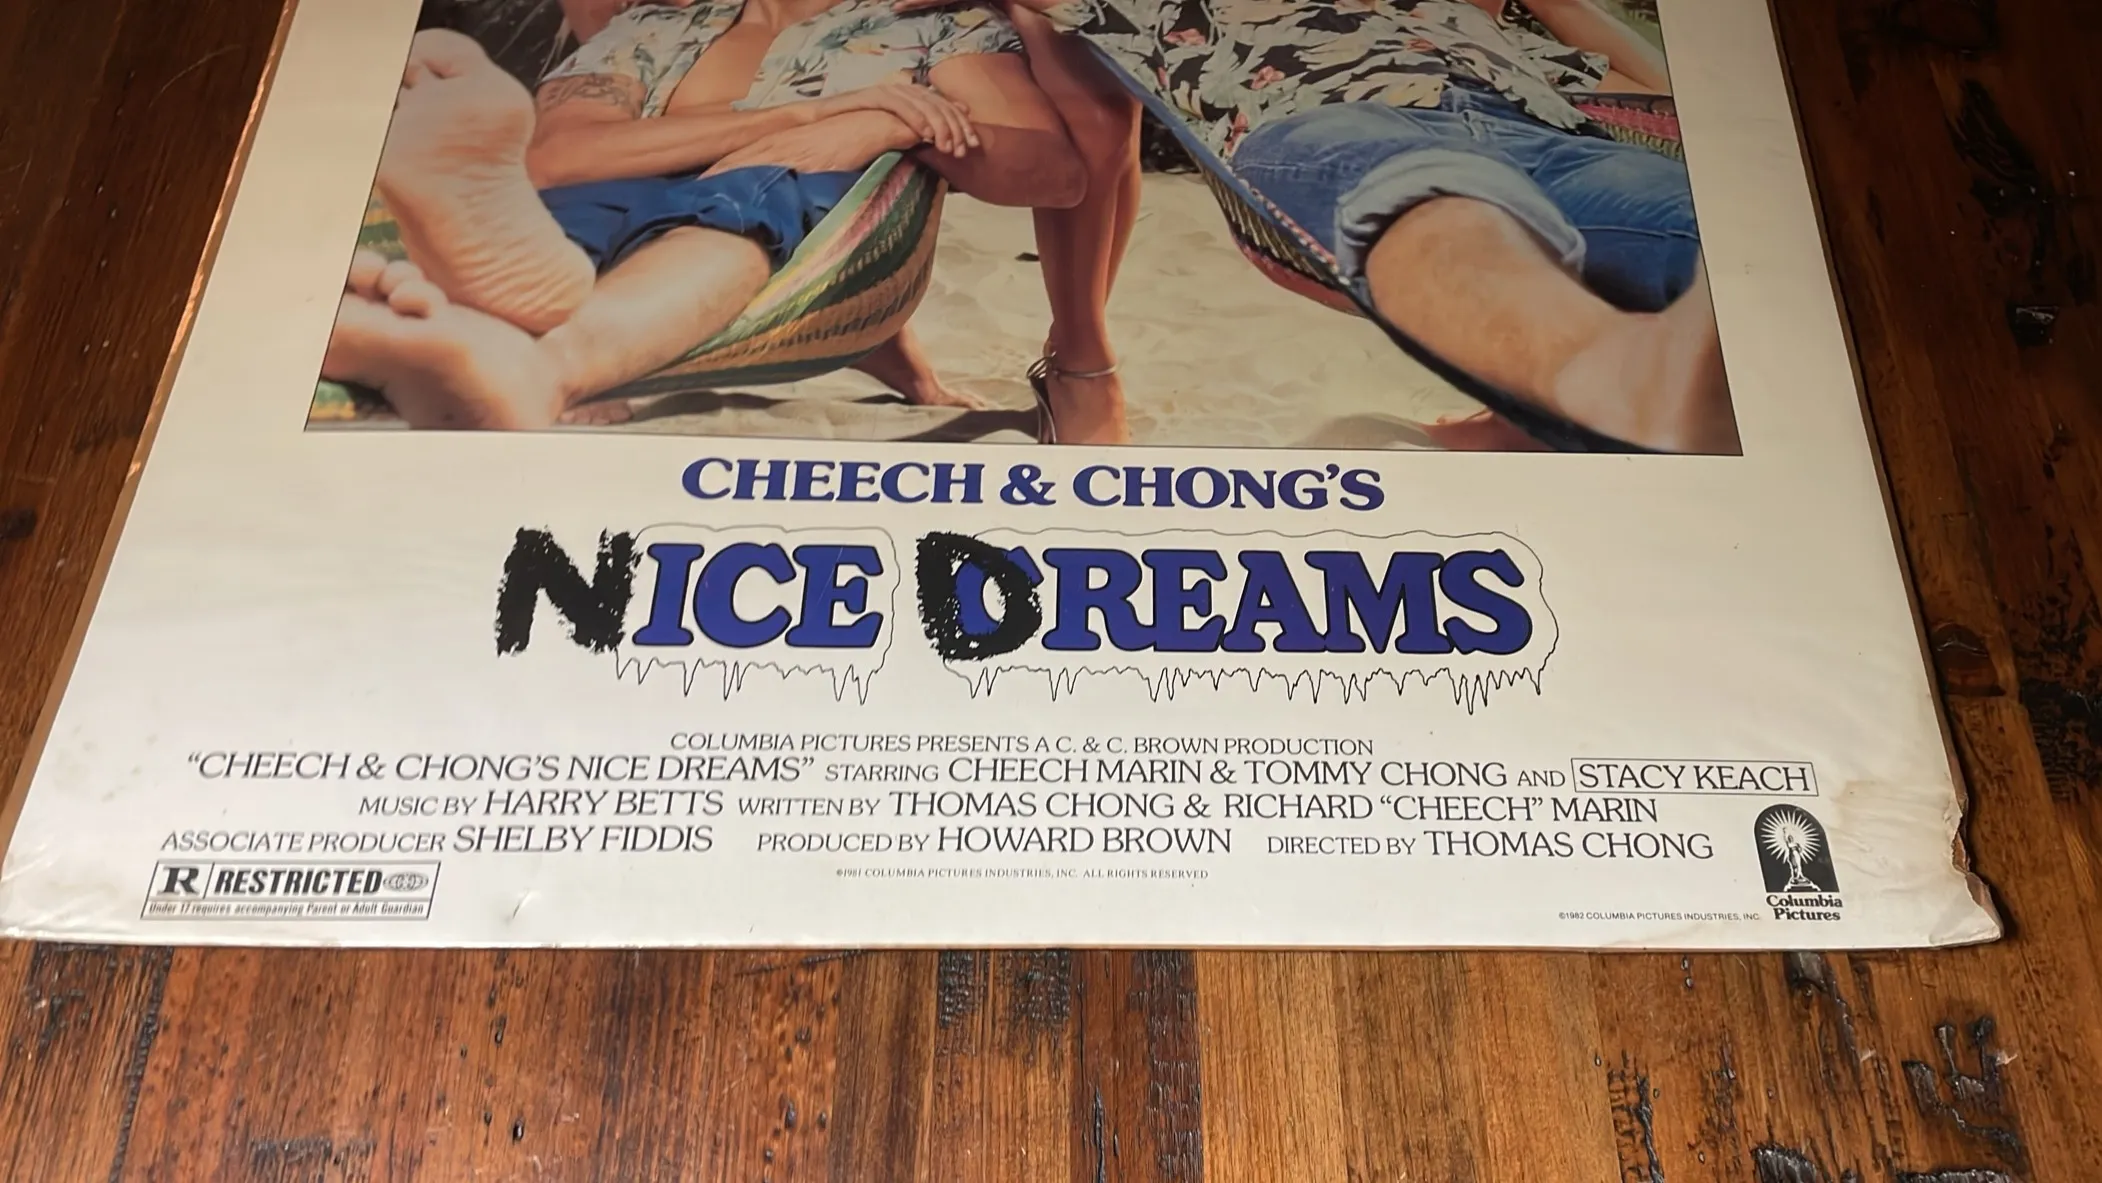 CHEECH & CHONG'S
NICE DREAMS
COLUMBIA PICTURES PRESENTS A C. & C. BROWN PRODUCTION
“CHEECH & CHONG'S NICE DREAMS” STARRING CHEECH MARIN & TOMMY CHONG AND STACY KEACH
MUSIC BY HARRY BETTS WRITTEN BY THOMAS CHONG & RICHARD “CHEECH” MARIN
ASSOCIATE PRODUCER SHELBY FIDDIS PRODUCED BY HOWARD BROWN DIRECTED BY THOMAS CHONG
R RESTRICTED
Under 17 requires accompanying Parent or Adult Guardian
©1981 COLUMBIA PICTURES INDUSTRIES, INC. ALL RIGHTS RESERVED
©1982 COLUMBIA PICTURES INDUSTRIES, INC.
Columbia
Pictures